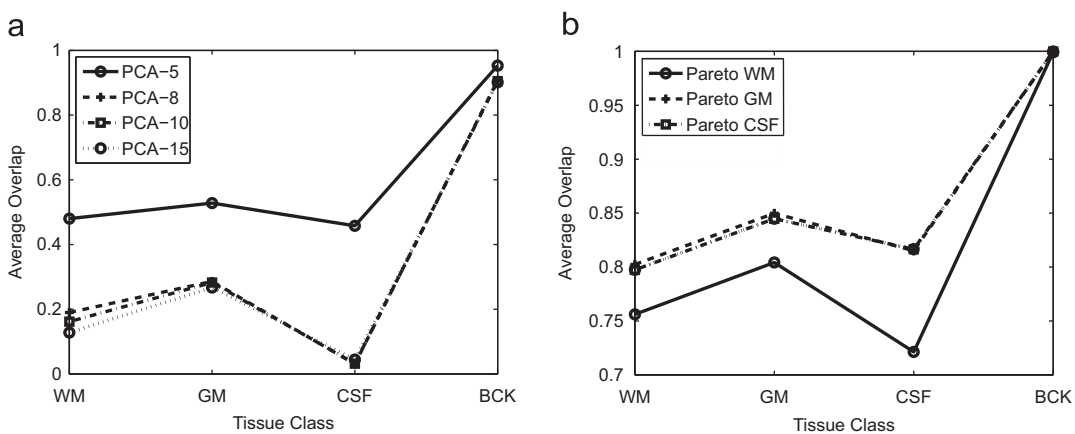 a
1
0.8
0.6
0.4
0.2
0
Average Overlap
PCA−5
PCA−8
PCA−10
PCA−15
WM GM CSF BCK
Tissue Class
b
1
0.95
0.9
0.85
0.8
0.75
0.7
Average Overlap
Pareto WM
Pareto GM
Pareto CSF
WM GM CSF BCK
Tissue Class